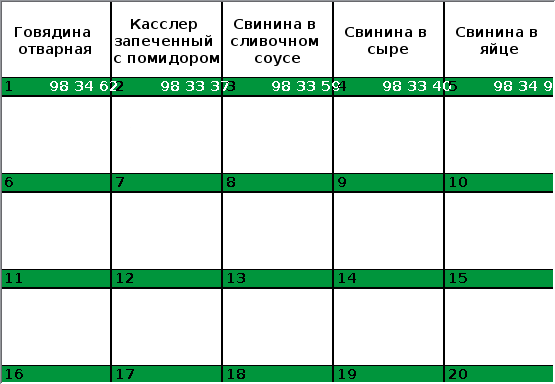 Говядина отварная
Касслер запеченный с помидором
Свинина в сливочном соусе
Свинина в сыре
Свинина в яйце
1 98 34 62
2 98 33 37
3 98 33 59
4 98 33 40
5 98 34 9
6 7 8 9 10
11 12 13 14 15
16 17 18 19 20